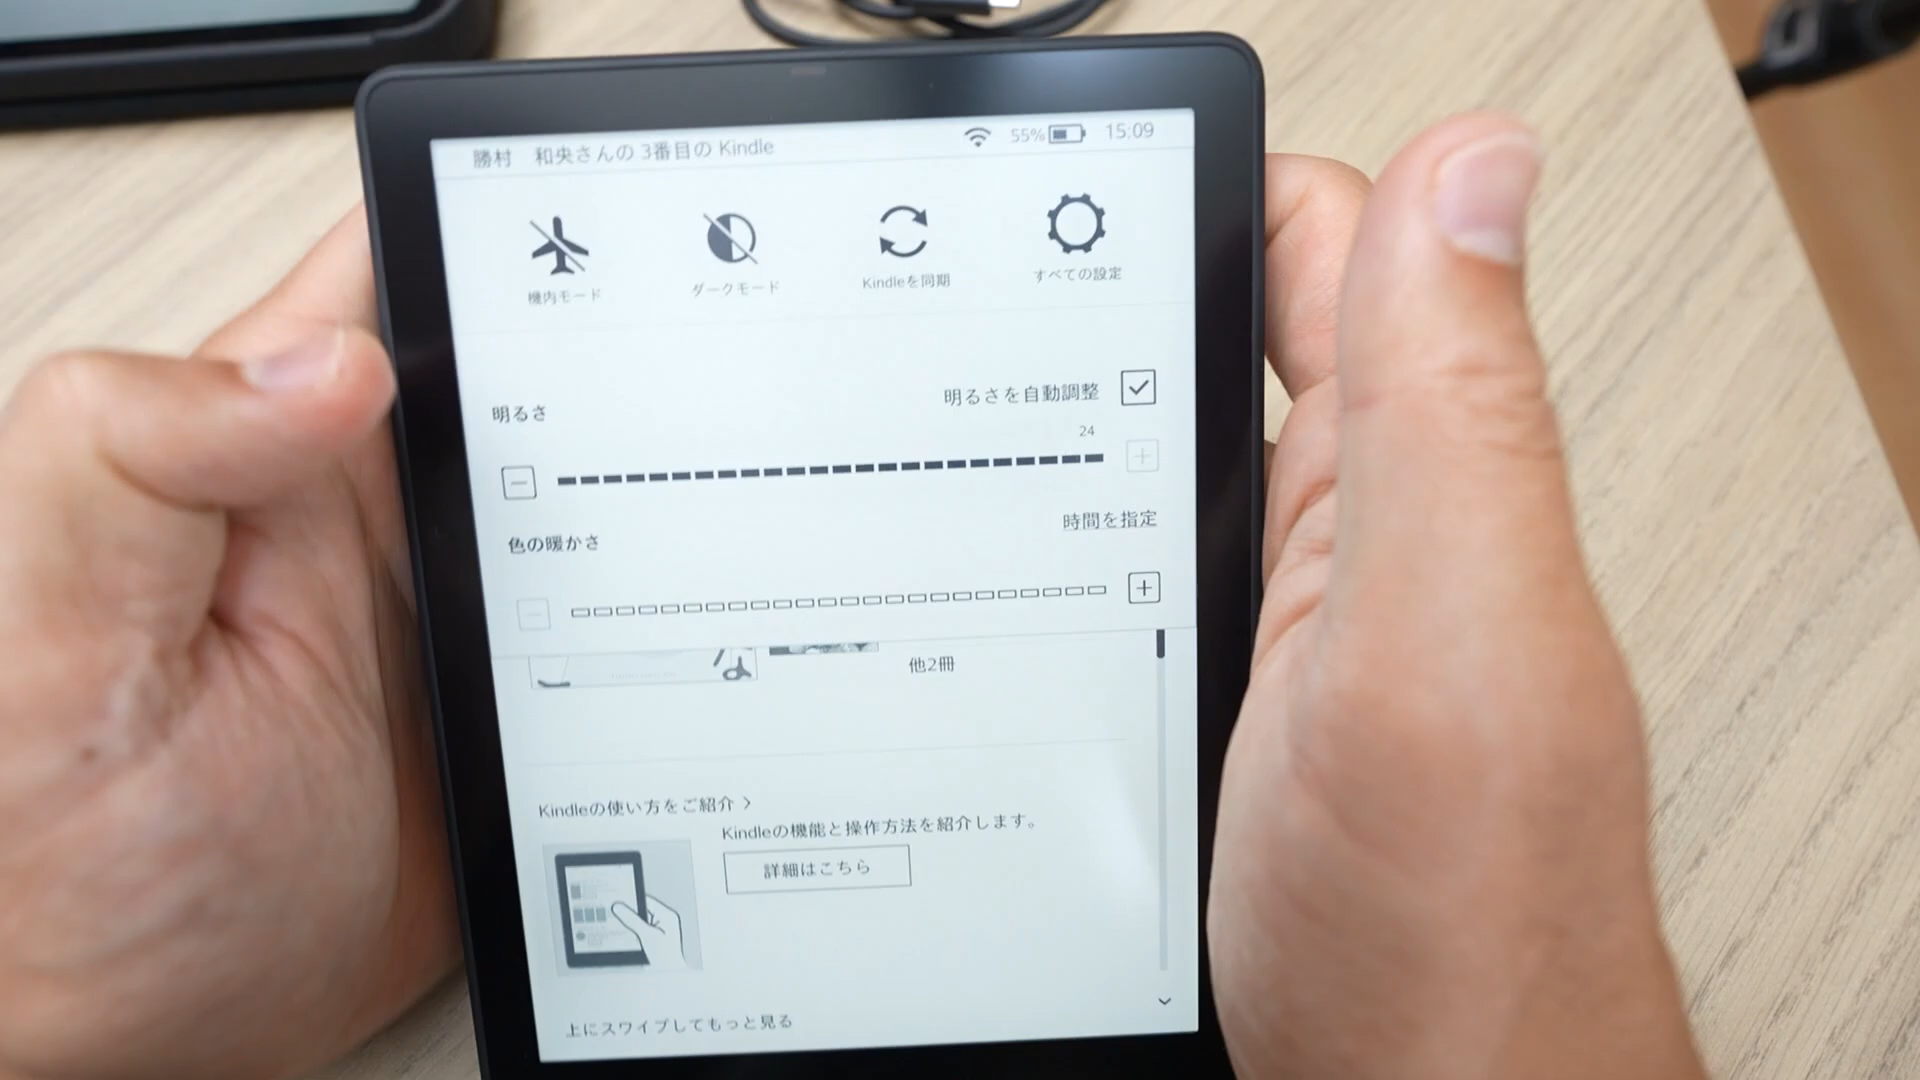 勝村 和央さんの 3番目の Kindle
55%
15:09
機内モード
ダークモード
Kindleを同期
すべての設定
明るさ
明るさを自動調整
24
色の暖かさ
時間を指定
他2冊
Kindleの使い方をご紹介 >
Kindleの機能と操作方法を紹介します。
詳細はこちら
上にスワイプしてもっと見る